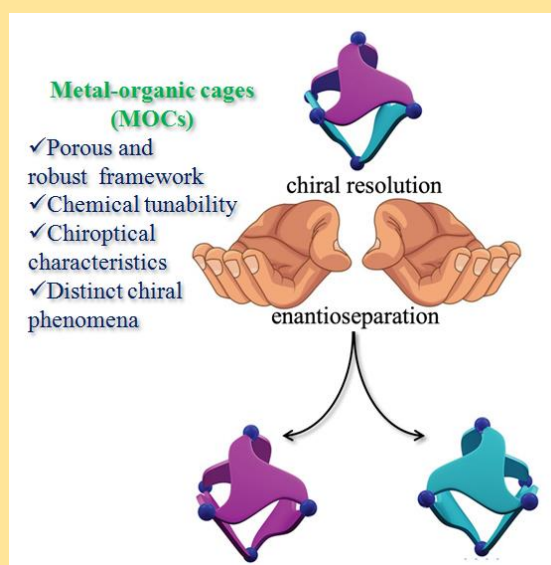 Metal-organic cages
(MOCs)
✓Porous and
robust framework
✓Chemical tunability
✓Chiroptical
characteristics
✓Distinct chiral
phenomena
chiral resolution
enantioseparation